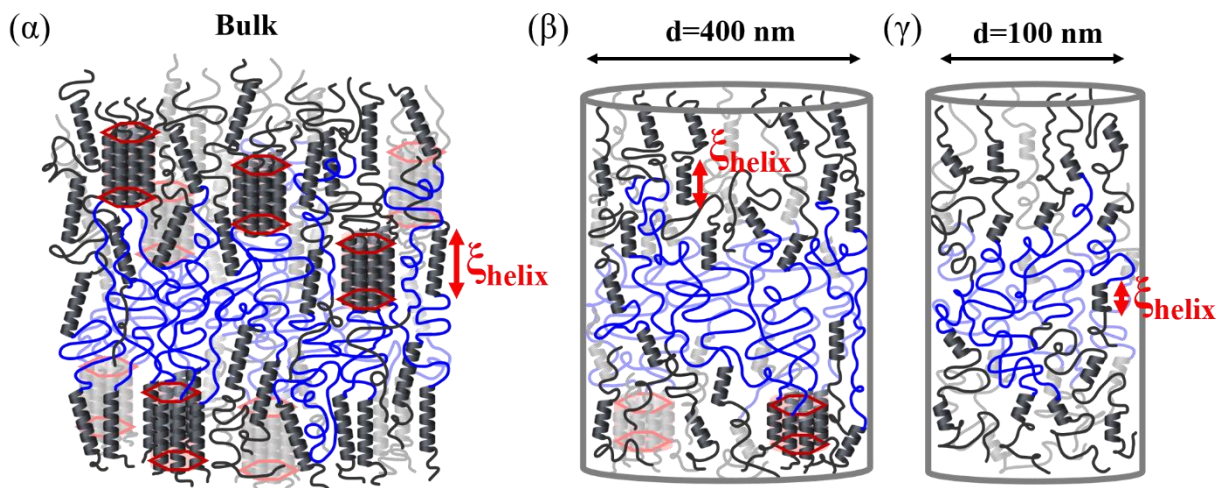 (α)
Bulk
ξhelix
(β)
d=400 nm
ξhelix
(γ)
d=100 nm
ξhelix